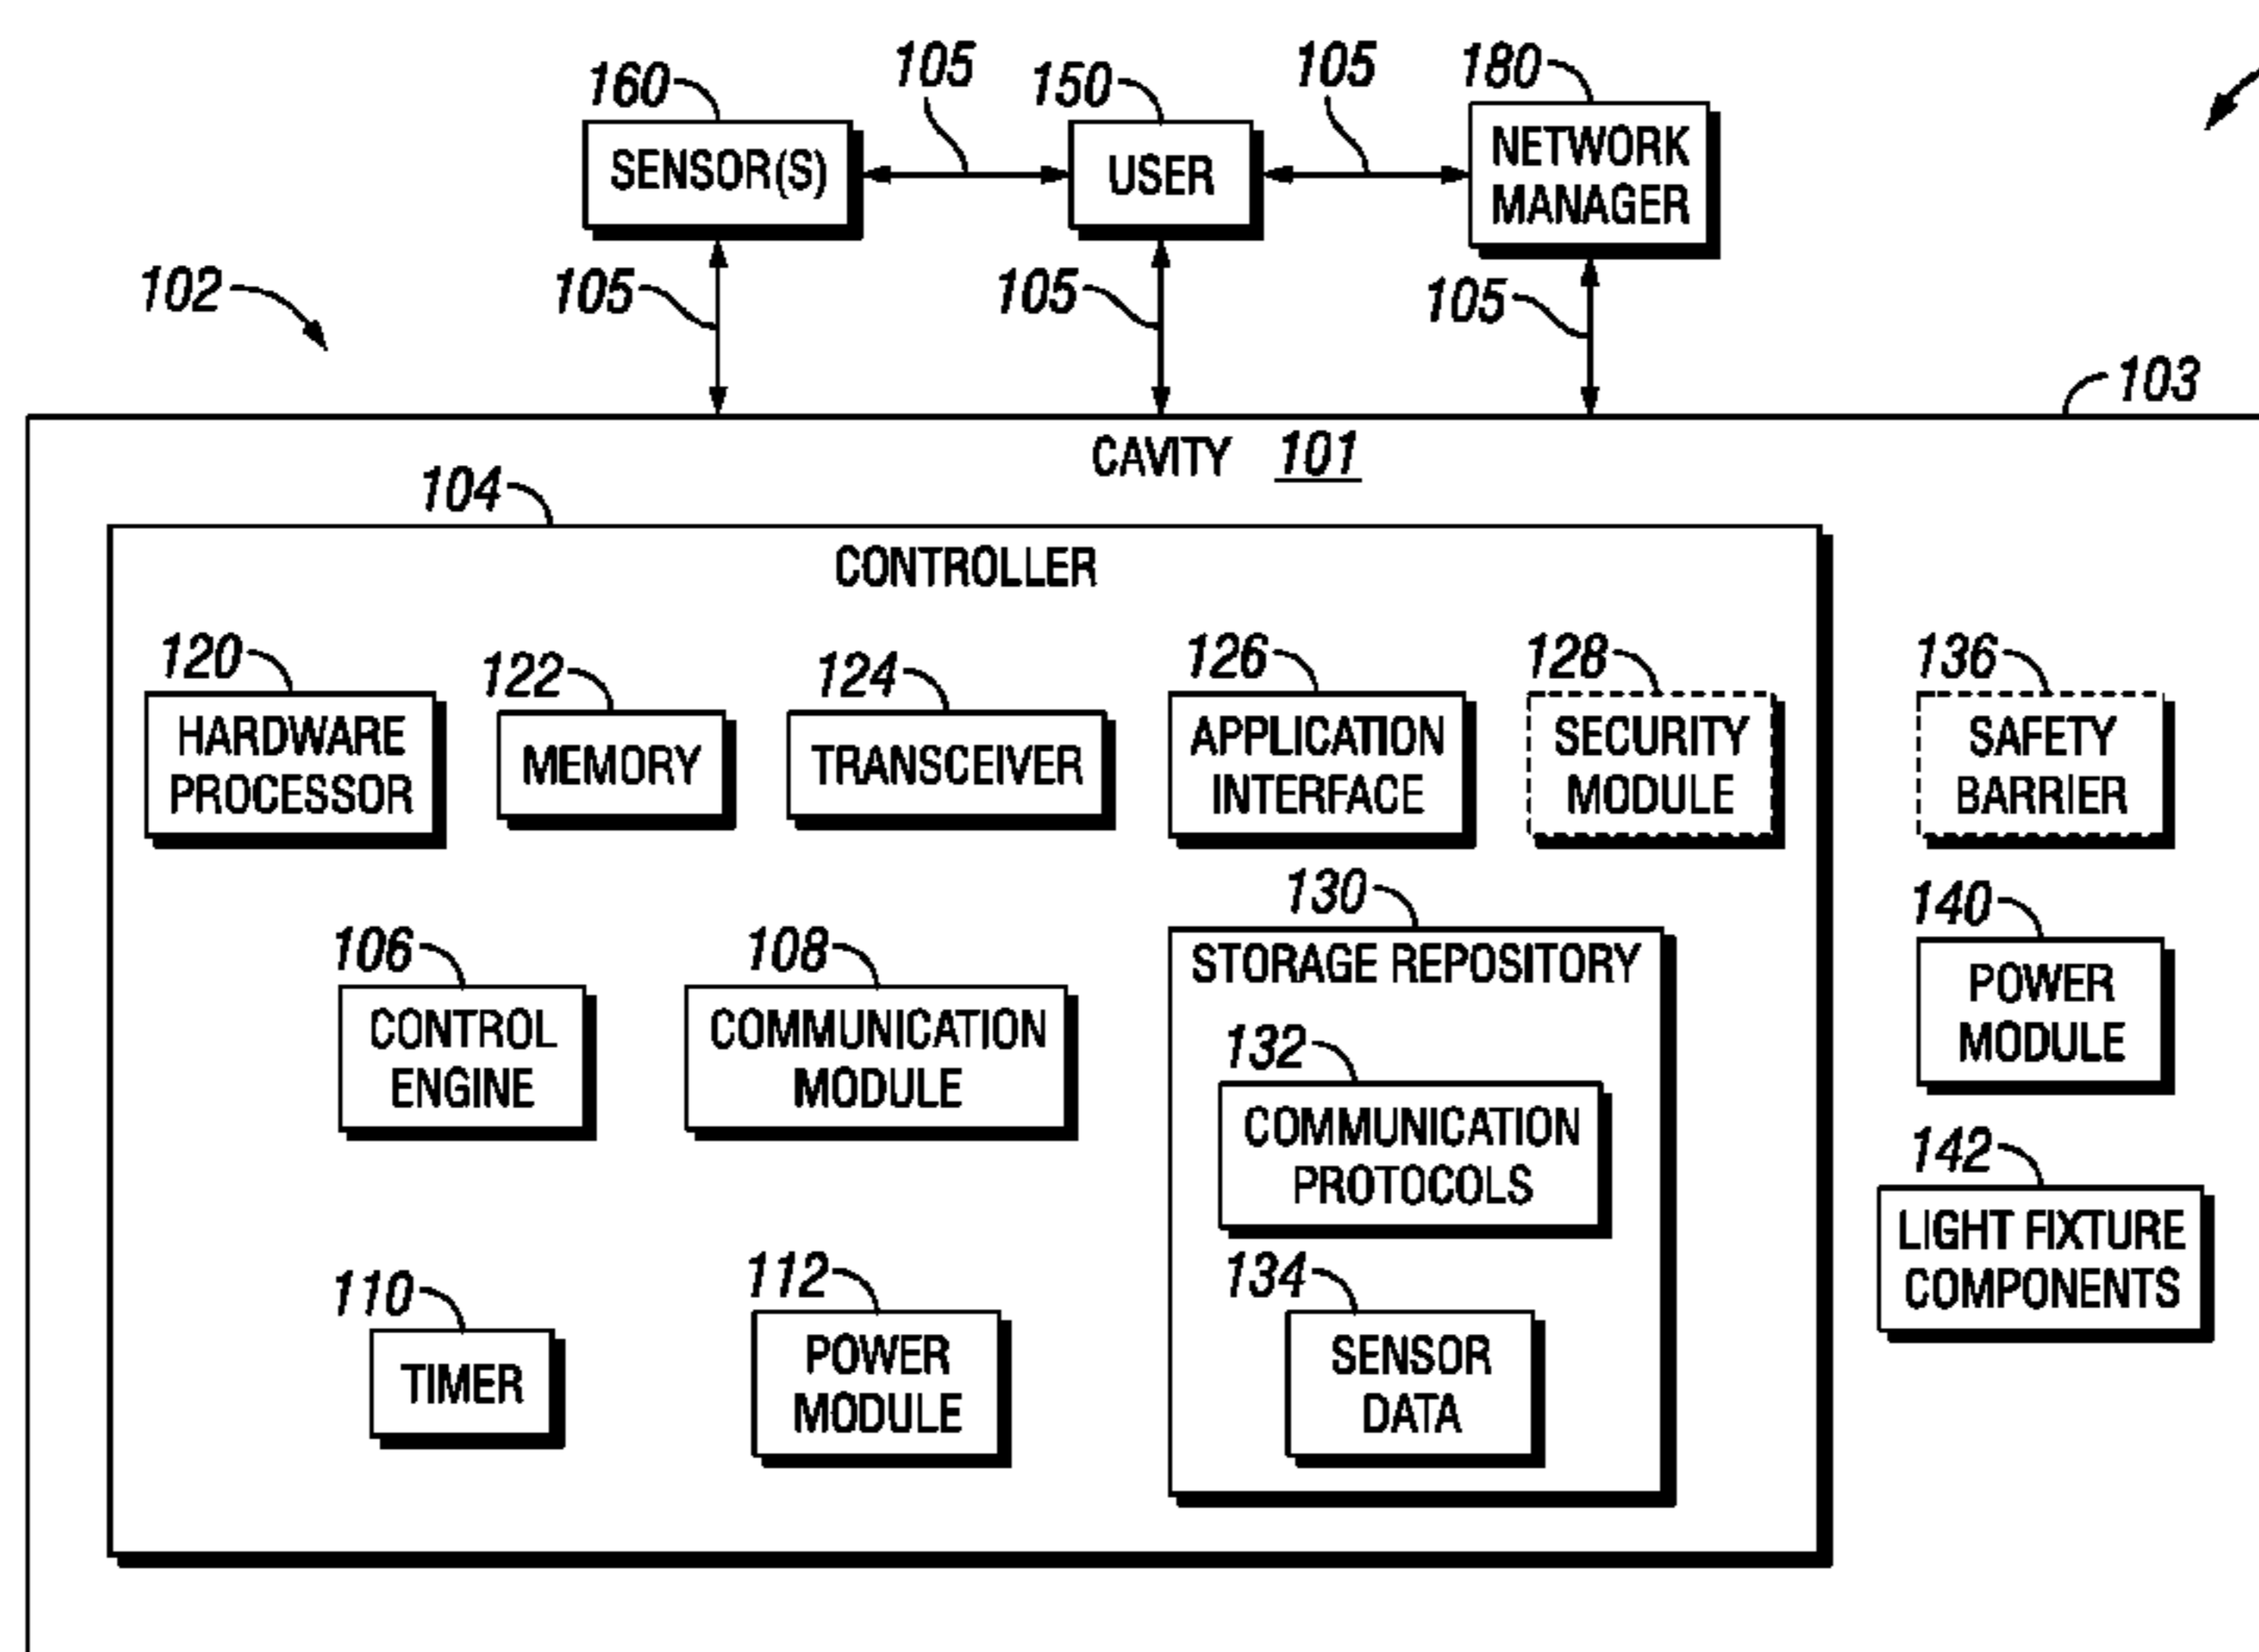 160
105
150
105
180
SENSOR(S)
USER
NETWORK
MANAGER
102
105
105
105
103
CAVITY 101
104
CONTROLLER
120
122
124
126
128
136
HARDWARE
PROCESSOR
MEMORY
TRANSCEIVER
APPLICATION
INTERFACE
SECURITY
MODULE
SAFETY
BARRIER
130
140
106
108
STORAGE REPOSITORY
POWER
MODULE
CONTROL
ENGINE
COMMUNICATION
MODULE
132
COMMUNICATION
PROTOCOLS
142
LIGHT FIXTURE
COMPONENTS
110
112
134
TIMER
POWER
MODULE
SENSOR
DATA